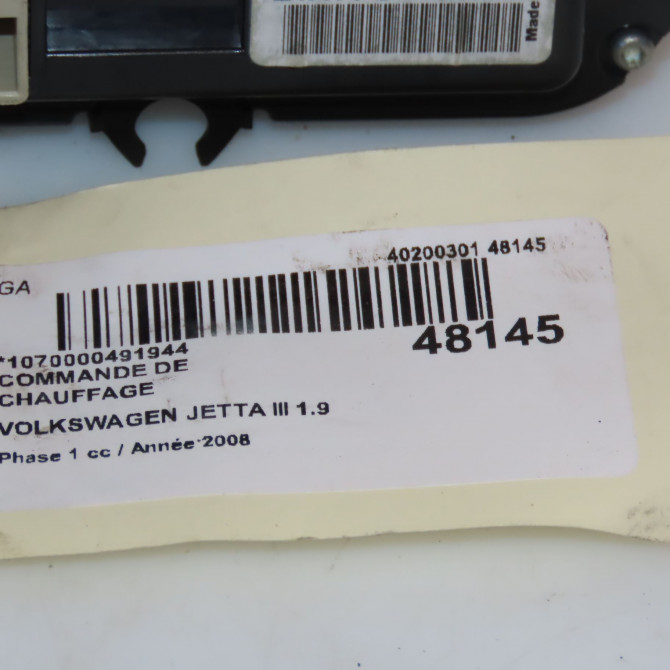 Made
GA
40200301 48145
48145
*1070000491944
COMMANDE DE
CHAUFFAGE
VOLKSWAGEN JETTA III 1.9
Phase 1 cc / Année 2008